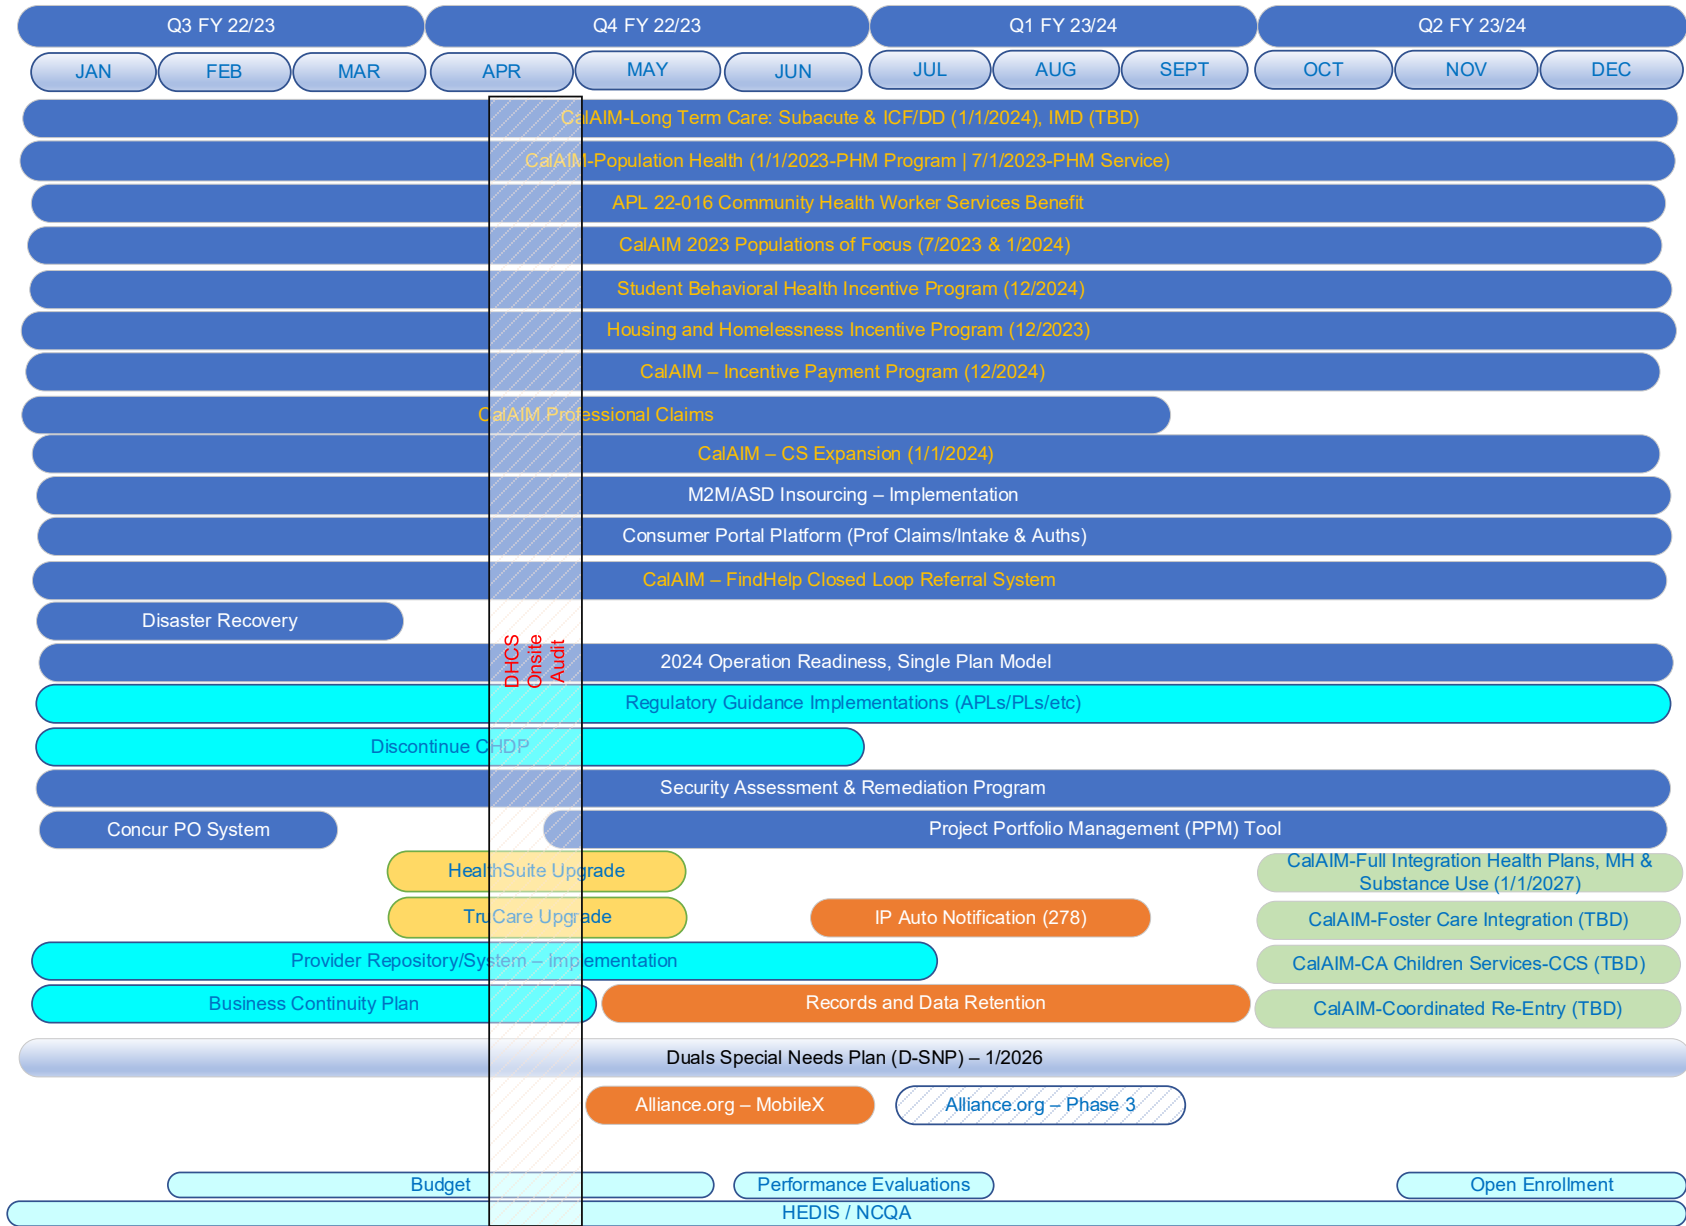 Q3 FY 22/23
Q4 FY 22/23
Q1 FY 23/24
Q2 FY 23/24
JAN
FEB
MAR
APR
MAY
JUN
JUL
AUG
SEPT
OCT
NOV
DEC
CalAIM-Long Term Care: Subacute & ICF/DD (1/1/2024), IMD (TBD)
CalAIM-Population Health (1/1/2023-PHM Program | 7/1/2023-PHM Service)
APL 22-016 Community Health Worker Services Benefit
CalAIM 2023 Populations of Focus (7/2023 & 1/2024)
Student Behavioral Health Incentive Program (12/2024)
Housing and Homelessness Incentive Program (12/2023)
CalAIM – Incentive Payment Program (12/2024)
CalAIM Professional Claims
CalAIM – CS Expansion (1/1/2024)
M2M/ASD Insourcing – Implementation
Consumer Portal Platform (Prof Claims/Intake & Auths)
CalAIM – FindHelp Closed Loop Referral System
Disaster Recovery
DHCS
Onsite
Audit
2024 Operation Readiness, Single Plan Model
Regulatory Guidance Implementations (APLs/PLs/etc)
Discontinue CHDP
Security Assessment & Remediation Program
Concur PO System
Project Portfolio Management (PPM) Tool
HealthSuite Upgrade
CalAIM-Full Integration Health Plans, MH &
Substance Use (1/1/2027)
TruCare Upgrade
IP Auto Notification (278)
CalAIM-Foster Care Integration (TBD)
Provider Repository/System – Implementation
CalAIM-CA Children Services-CCS (TBD)
Business Continuity Plan
Records and Data Retention
CalAIM-Coordinated Re-Entry (TBD)
Duals Special Needs Plan (D-SNP) – 1/2026
Alliance.org – MobileX
Alliance.org – Phase 3
Budget
Performance Evaluations
Open Enrollment
HEDIS / NCQA